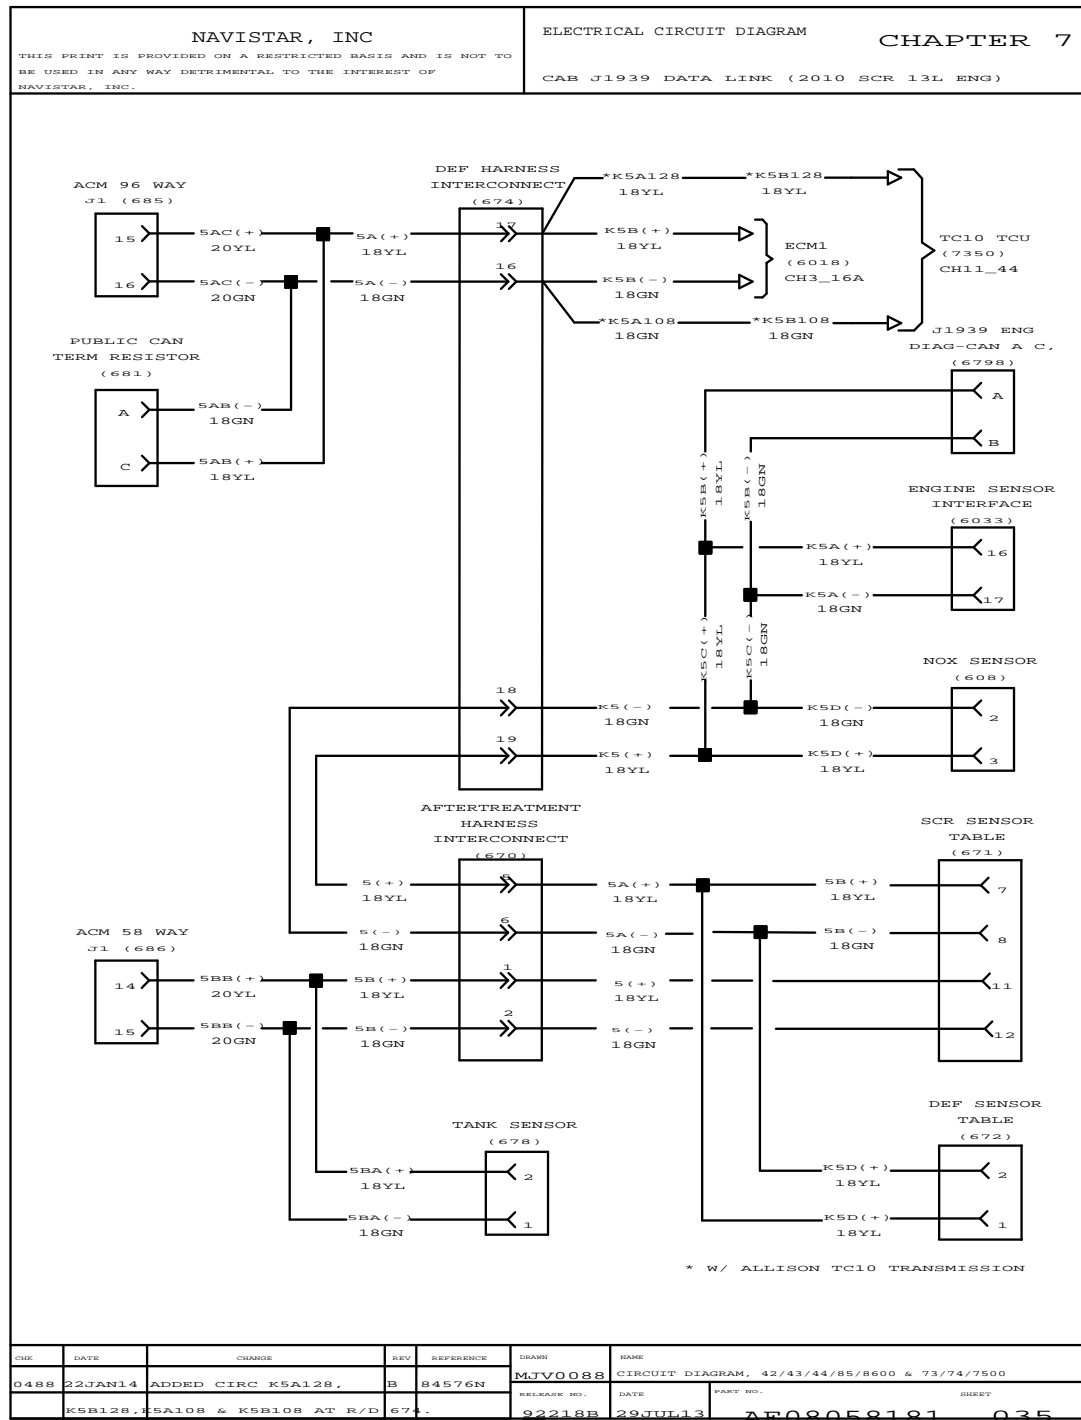 NAVISTAR, INC
THIS PRINT IS PROVIDED ON A RESTRICTED BASIS AND IS NOT TO
BE USED IN ANY WAY DETRIMENTAL TO THE INTEREST OF
NAVISTAR, INC.
ELECTRICAL CIRCUIT DIAGRAM
CHAPTER 7
CAB J1939 DATA LINK (2010 SCR 13L ENG)
ACM 96 WAY
J1 (685)
15
16
5AC(+)
20YL
5AC(-)
20GN
5A(+)
18YL
5A(-)
18GN
DEF HARNESS
INTERCONNECT
(674)
17
16
*K5A128
18YL
*K5B128
18YL
K5B(+)
18YL
K5B(-)
18GN
*K5A108
18GN
*K5B108
18GN
ECM1
(6018)
CH3_16A
TC10 TCU
(7350)
CH11_44
PUBLIC CAN
TERM RESISTOR
(681)
A
C
5AB(-)
18GN
5AB(+)
18YL
J1939 ENG
DIAG-CAN A C,
(6798)
A
B
K5B(+)
18YL
K5B(-)
18GN
ENGINE SENSOR
INTERFACE
(6033)
16
17
K5A(+)
18YL
K5A(-)
18GN
K5C(+)
18YL
K5C(-)
18GN
NOX SENSOR
(608)
2
3
18
19
K5(-)
18GN
K5(+)
18YL
K5D(-)
18GN
K5D(+)
18YL
AFTERTREATMENT
HARNESS
INTERCONNECT
(670)
5
6
1
2
5(+)
18YL
5(-)
18GN
5A(+)
18YL
5A(-)
18GN
5B(+)
18YL
5B(-)
18GN
SCR SENSOR
TABLE
(671)
7
8
11
12
ACM 58 WAY
J1 (686)
14
15
5BB(+)
20YL
5BB(-)
20GN
5B(+)
18YL
5B(-)
18GN
5(+)
18YL
5(-)
18GN
TANK SENSOR
(678)
2
1
5BA(+)
18YL
5BA(-)
18GN
DEF SENSOR
TABLE
(672)
2
1
K5D(+)
18YL
K5D(+)
18YL
* W/ ALLISON TC10 TRANSMISSION
CHK DATE CHANGE REV REFERENCE
0488 22JAN14 ADDED CIRC K5A128, B 84576N
K5B128,K5A108 & K5B108 AT R/D 674.
DRAWN
MJV0088
NAME
CIRCUIT DIAGRAM, 42/43/44/85/8600 & 73/74/7500
RELEASE NO.
92218B
DATE
29JUL13
PART NO.
AF08058181
SHEET
035